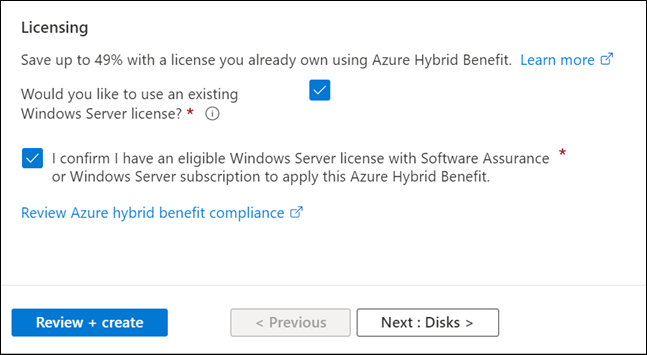 Licensing
Save up to 49% with a license you already own using Azure Hybrid Benefit. Learn more
Would you like to use an existing
Windows Server license? *
I confirm I have an eligible Windows Server license with Software Assurance *
or Windows Server subscription to apply this Azure Hybrid Benefit.
Review Azure hybrid benefit compliance
Review + create
< Previous
Next : Disks >